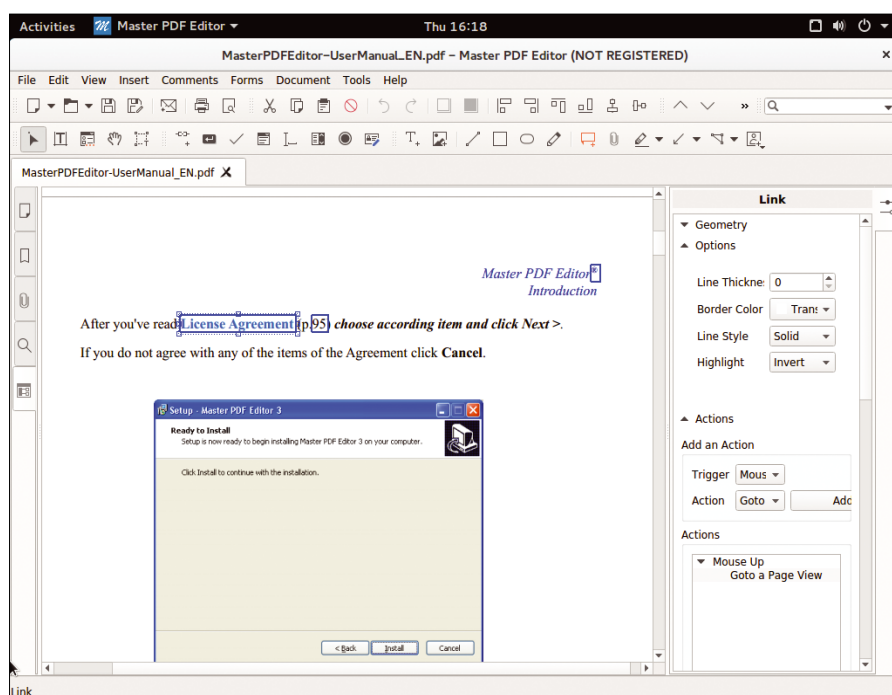 Activities Master PDF Editor Thu 16:18
MasterPDFEditor-UserManual_EN.pdf - Master PDF Editor (NOT REGISTERED)
File Edit View Insert Comments Forms Document Tools Help
MasterPDFEditor-UserManual_EN.pdf
Master PDF Editor®
Introduction
After you've read License Agreement (p.95) choose according item and click Next >.
If you do not agree with any of the items of the Agreement click Cancel.
Setup - Master PDF Editor 3
Ready to Install
Setup is now ready to begin installing Master PDF Editor 3 on your computer.
Click Install to continue with the installation.
< Back Install Cancel
Link
Geometry
Options
Line Thickne: 0
Border Color Trans
Line Style Solid
Highlight Invert
Actions
Add an Action
Trigger Mous
Action Goto Add
Actions
Mouse Up
Goto a Page View
Link